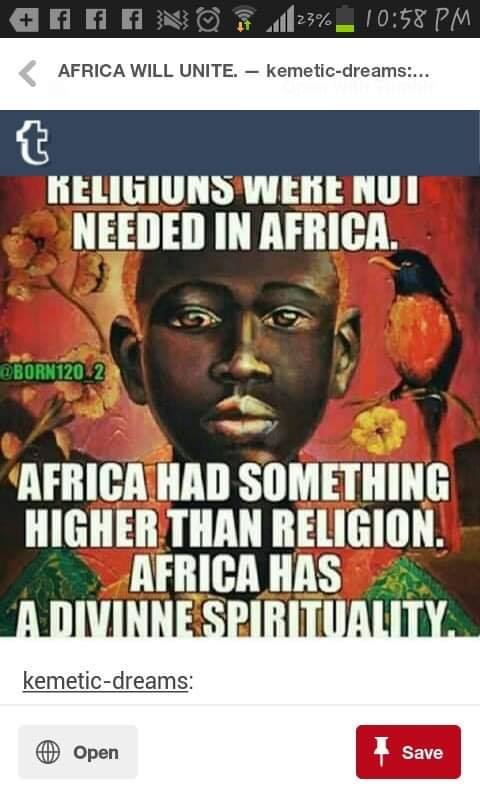 23% 10:58 PM
AFRICA WILL UNITE. — kemetic-dreams:...
RELIGIONS WERE NOT
NEEDED IN AFRICA.
@BORN120_2
AFRICA HAD SOMETHING
HIGHER THAN RELIGION.
AFRICA HAS
A DIVINNE SPIRITUALITY.
kemetic-dreams:
Open
Save